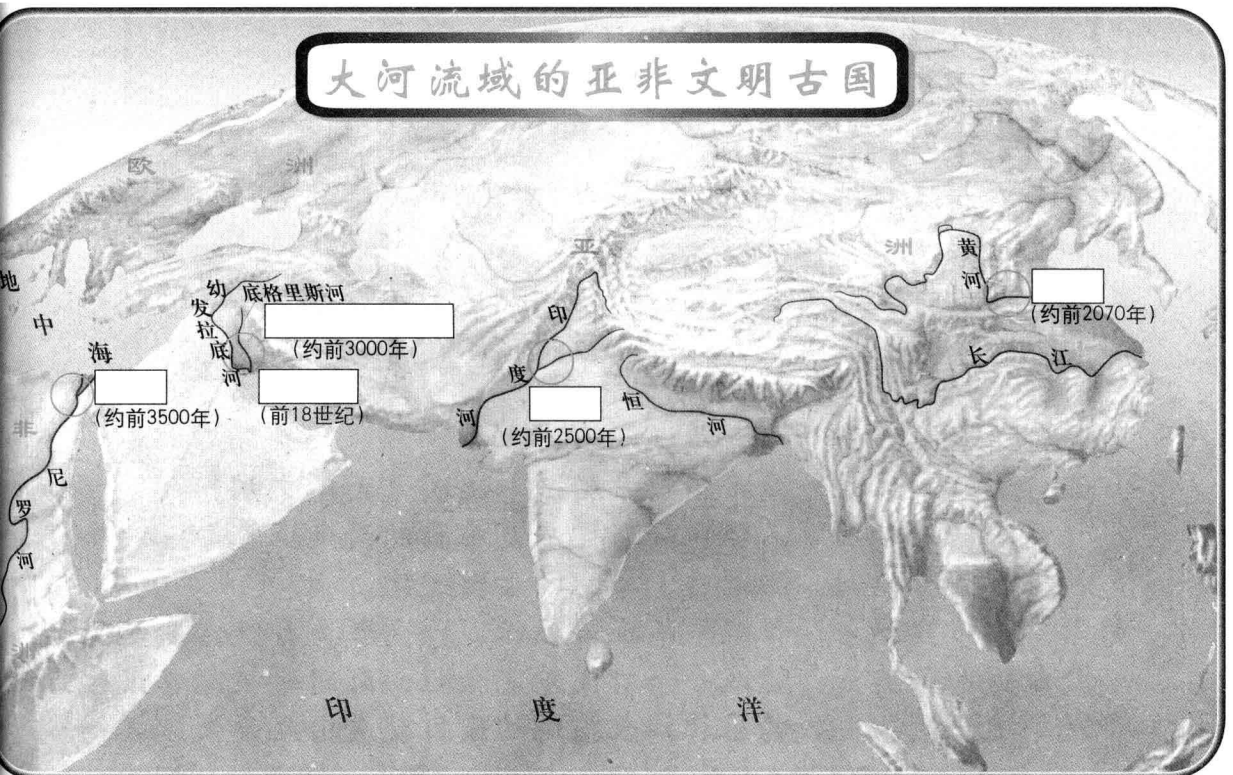 大河流域的亚非文明古国
欧洲
亚洲
非洲
地中海
幼发拉底河
底格里斯河
(约前3000年)
(前18世纪)
(约前3500年)
尼罗河
印度河
(约前2500年)
恒河
黄河
(约前2070年)
长江
印度洋